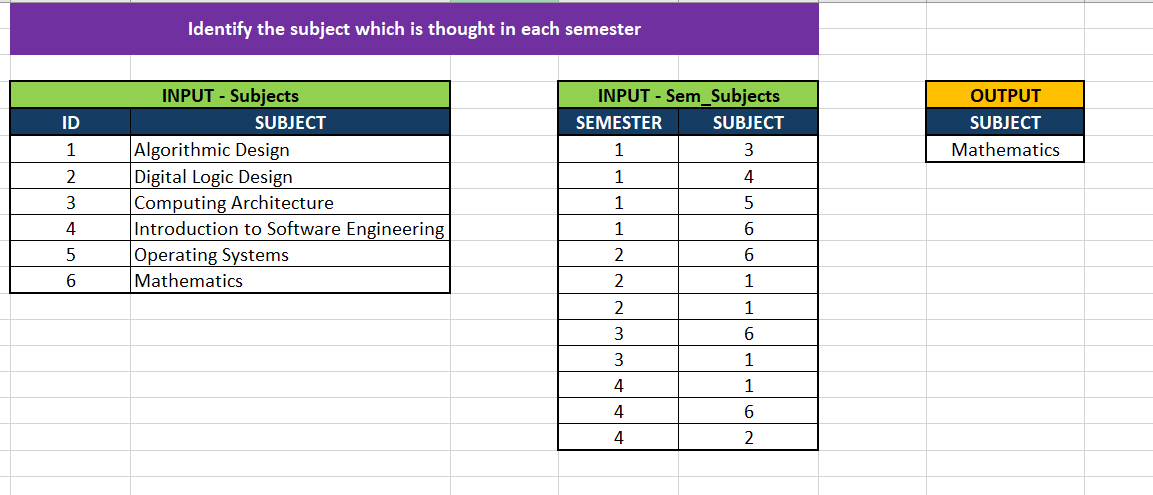 Identify the subject which is thought in each semester
INPUT - Subjects
ID SUBJECT
1 Algorithmic Design
2 Digital Logic Design
3 Computing Architecture
4 Introduction to Software Engineering
5 Operating Systems
6 Mathematics
INPUT - Sem_Subjects
SEMESTER SUBJECT
1 3
1 4
1 5
1 6
2 6
2 1
2 1
3 6
3 1
4 1
4 6
4 2
OUTPUT
SUBJECT
Mathematics